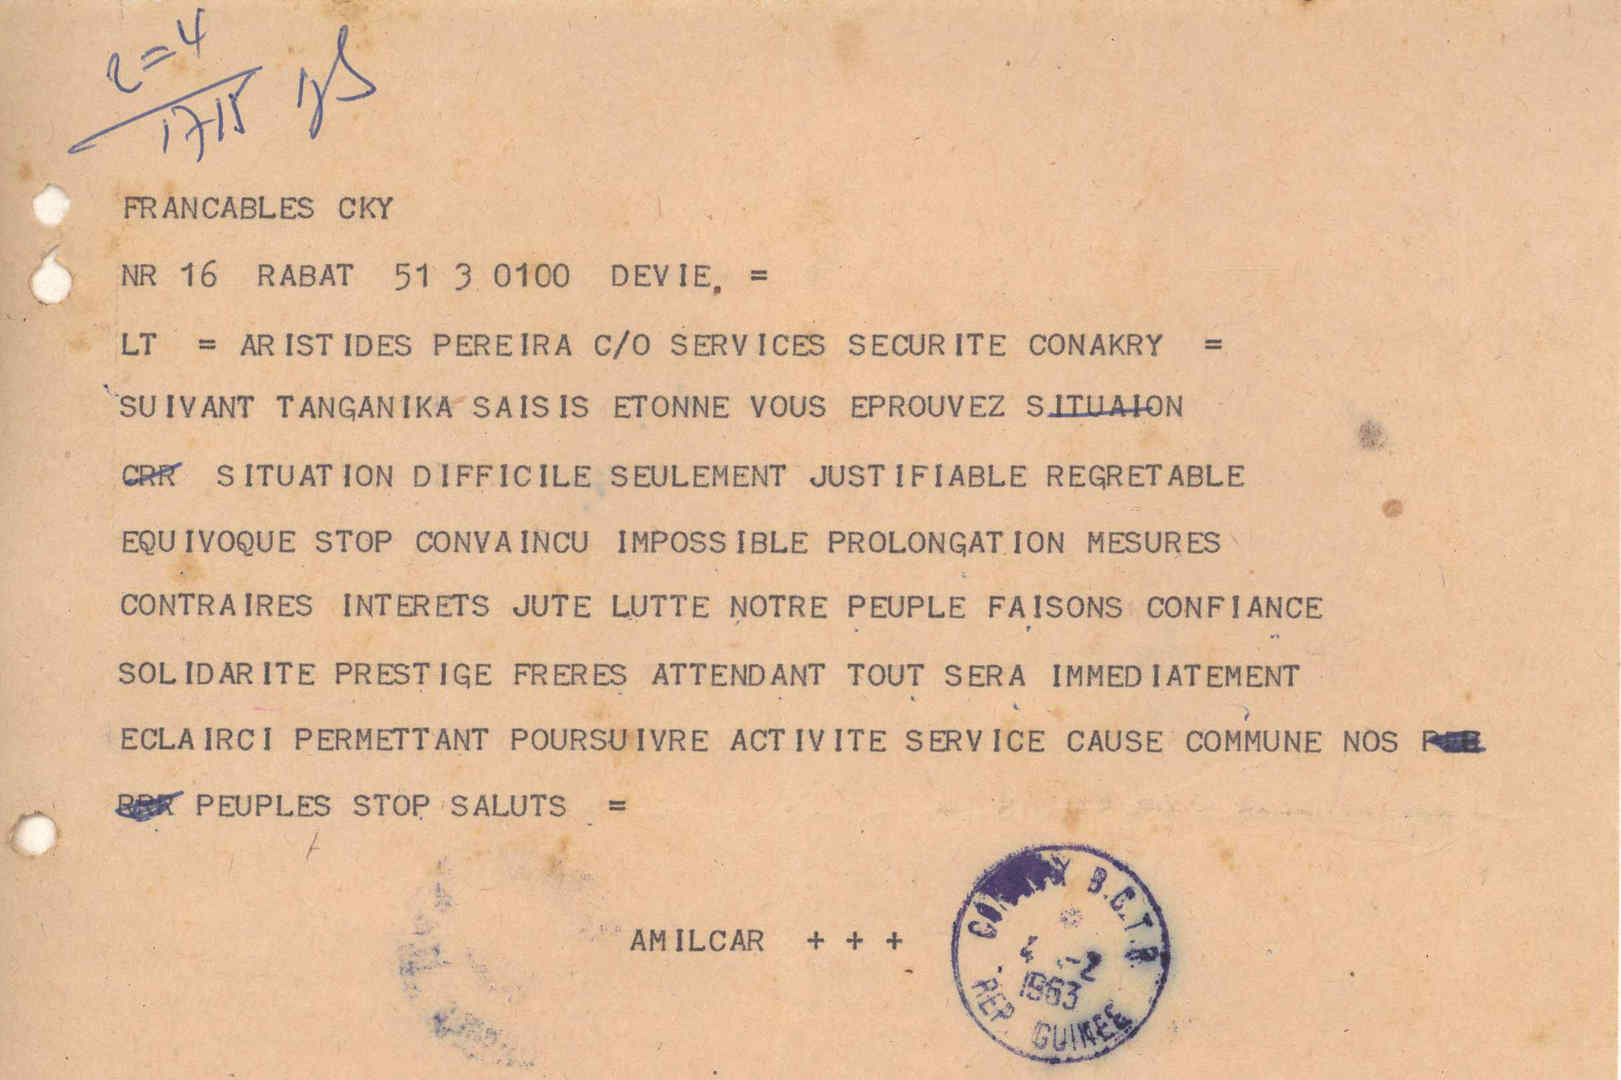 2=4
1715
FRANCABLES CKY
NR 16 RABAT 51 3 0100 DEVIE. =
LT = ARISTIDES PEREIRA C/O SERVICES SECURITE CONAKRY =
SUIVANT TANGANIKA SAISIS ETONNE VOUS EPROUVEZ SITUAION
CRR SITUATION DIFFICILE SEULEMENT JUSTIFIABLE REGRETABLE
EQUIVOQUE STOP CONVAINCU IMPOSSIBLE PROLONGATION MESURES
CONTRAIRES INTERETS JUTE LUTTE NOTRE PEUPLE FAISONS CONFIANCE
SOLIDARITE PRESTIGE FRERES ATTENDANT TOUT SERA IMMEDIATEMENT
ECLAIRCI PERMETTANT POURSUIVRE ACTIVITE SERVICE CAUSE COMMUNE NOS
RRR PEUPLES STOP SALUTS =
AMILCAR + + +
CONAKRY B.C.T.R.
4 -2
1963
REP. GUINEE